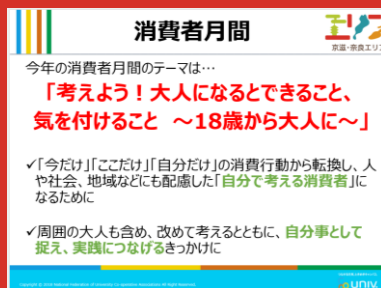 消費者月間
エリア
京滋・奈良エリア
今年の消費者月間のテーマは…
「考えよう！大人になるとできること、
気を付けること ～18歳から大人に～」
✓「今だけ」「ここだけ」「自分だけ」の消費行動から転換し、人
や社会、地域などにも配慮した「自分で考える消費者」に
なるために
✓周囲の大人も含め、改めて考えるとともに、自分事として
捉え、実践につなげるきっかけに
UNIV.